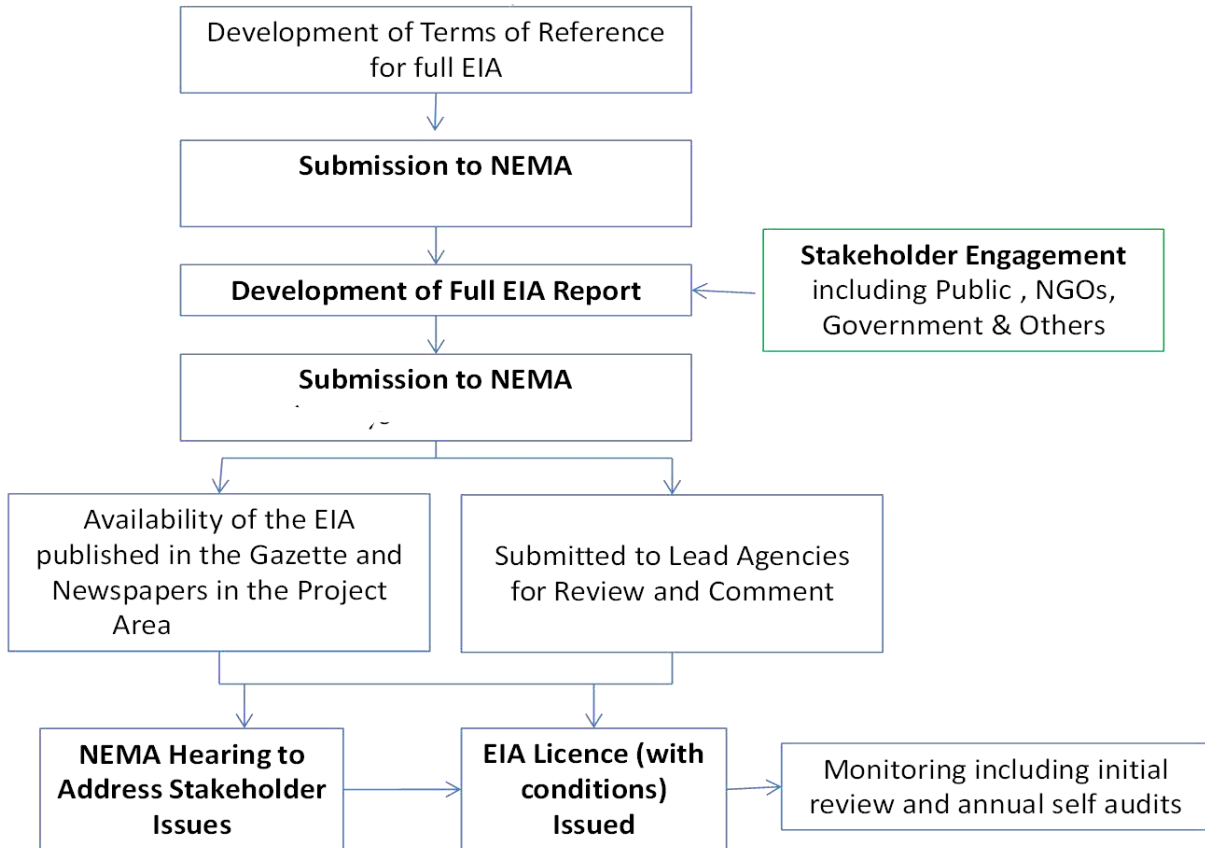 Development of Terms of Reference
for full EIA
Submission to NEMA
Stakeholder Engagement
including Public , NGOs,
Government & Others
Development of Full EIA Report
Submission to NEMA
Availability of the EIA
published in the Gazette and
Newspapers in the Project
Area
Submitted to Lead Agencies
for Review and Comment
NEMA Hearing to
Address Stakeholder
Issues
EIA Licence (with
conditions)
Issued
Monitoring including initial
review and annual self audits